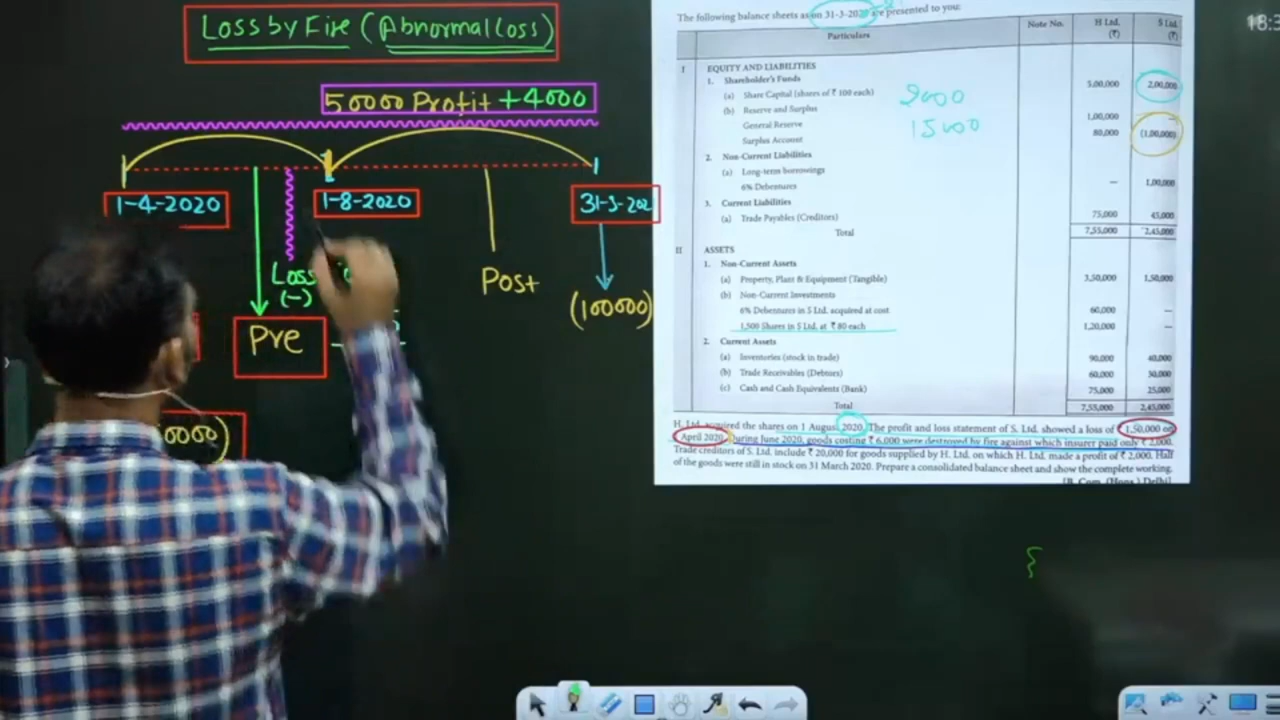 Loss by Fire (Abnormal Loss)
50000 Profit + 4000
1-4-2020
1-8-2020
31-3-202
Loss
(-)
Pre
Post
(100000)
0000)
The following balance sheets as on 31-3-202 are presented to you:
Particulars Note No. H Ltd. (₹) S Ltd. (₹)
I EQUITY AND LIABILITIES
1. Shareholder's Funds
(a) Share Capital (shares of ₹ 100 each) 5,00,000 2,00,000
(b) Reserve and Surplus
General Reserve 1,00,000 –
Surplus Account 80,000 (1,00,000)
2000
15000
2. Non-Current Liabilities
(a) Long-term borrowings
6% Debentures – 1,00,000
3. Current Liabilities
(a) Trade Payables (Creditors) 75,000 45,000
Total 7,55,000 2,45,000
II ASSETS
1. Non-Current Assets
(a) Property, Plant & Equipment (Tangible) 3,50,000 1,50,000
(b) Non-Current Investments
6% Debentures in S Ltd. acquired at cost 60,000 –
1,500 Shares in S Ltd. at ₹ 80 each 1,20,000 –
2. Current Assets
(a) Inventories (stock in trade) 90,000 40,000
(b) Trade Receivables (Debtors) 60,000 30,000
(c) Cash and Cash Equivalents (Bank) 75,000 25,000
Total 7,55,000 2,45,000
H. Ltd. acquired the shares on 1 August 2020. The profit and loss statement of S. Ltd. showed a loss of ₹ 1,50,000 on
April 2020. During June 2020, goods costing ₹ 6,000 were destroyed by fire against which insurer paid only ₹ 2,000.
Trade creditors of S. Ltd. include ₹ 20,000 for goods supplied by H. Ltd. on which H. Ltd. made a profit of ₹ 2,000. Half
of the goods were still in stock on 31 March 2020. Prepare a consolidated balance sheet and show the complete working.
[B. Com. (Hons.) Delhi]
18:3